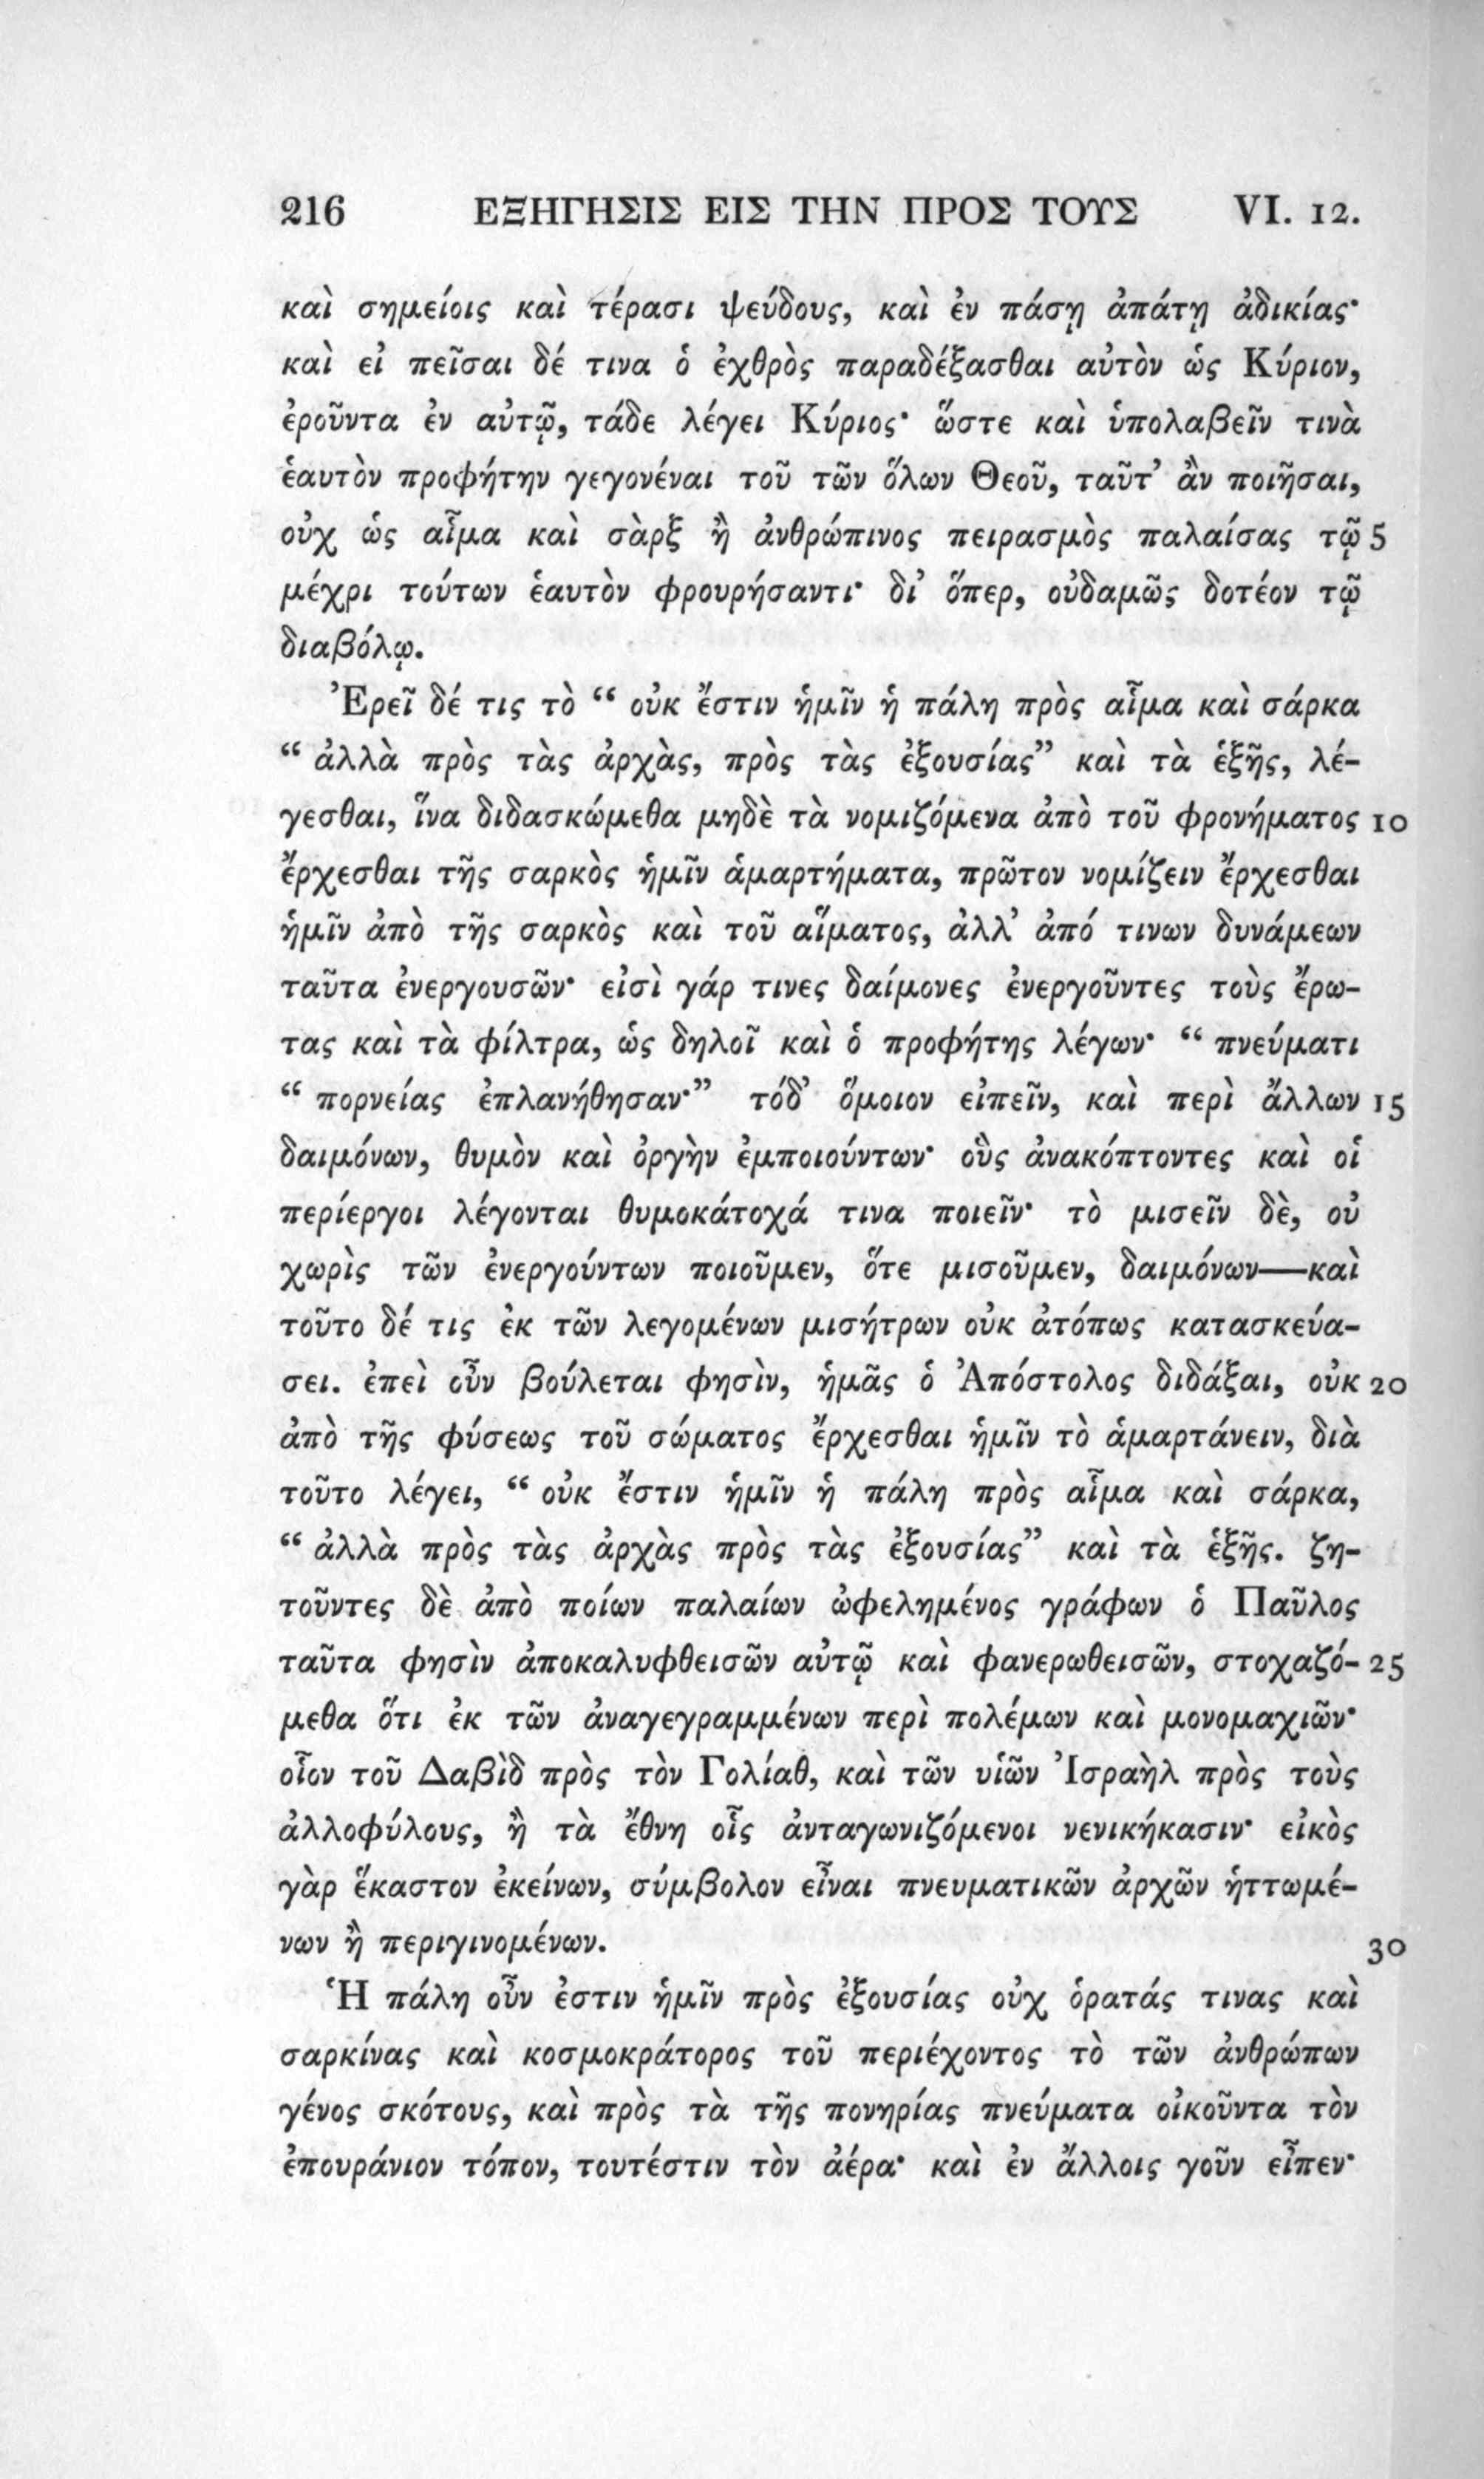 216 ΕΞΗΓΗΣΙΣ ΕΙΣ ΤΗΝ ΠΡΟΣ ΤΟΥΣ VI. 12.
καὶ σημείοις καὶ τέρασι ψεύδους, καὶ ἐν πάσῃ ἀπάτῃ ἀδικίας·
καὶ εἰ πεῖσαι δέ τινα ὁ ἐχθρὸς παραδέξασθαι αὐτὸν ὡς Κύριον,
ἐροῦντα ἐν αὐτῷ, τάδε λέγει Κύριος· ὥστε καὶ ὑπολαβεῖν τινὰ
ἑαυτὸν προφήτην γεγονέναι τοῦ τῶν ὅλων Θεοῦ, ταῦτ’ ἂν ποιῆσαι,
οὐχ ὡς αἷμα καὶ σὰρξ ἢ ἀνθρώπινος πειρασμὸς παλαίσας τῷ 5
μέχρι τούτων ἑαυτὸν φρουρήσαντι· δι’ ὅπερ, οὐδαμῶς δοτέον τῷ
διαβόλῳ.
Ἐρεῖ δέ τις τὸ “ οὐκ ἔστιν ἡμῖν ἡ πάλη πρὸς αἷμα καὶ σάρκα
“ ἀλλὰ πρὸς τὰς ἀρχὰς, πρὸς τὰς ἐξουσίας” καὶ τὰ ἑξῆς, λέ-
γεσθαι, ἵνα διδασκώμεθα μηδὲ τὰ νομιζόμενα ἀπὸ τοῦ φρονήματος 10
ἔρχεσθαι τῆς σαρκὸς ἡμῖν ἁμαρτήματα, πρῶτον νομίζειν ἔρχεσθαι
ἡμῖν ἀπὸ τῆς σαρκὸς καὶ τοῦ αἵματος, ἀλλ’ ἀπό τινων δυνάμεων
ταῦτα ἐνεργουσῶν· εἰσὶ γάρ τινες δαίμονες ἐνεργοῦντες τοὺς ἔρω-
τας καὶ τὰ φίλτρα, ὡς δηλοῖ καὶ ὁ προφήτης λέγων· “ πνεύματι
“ πορνείας ἐπλανήθησαν·” τόδ’ ὅμοιον εἰπεῖν, καὶ περὶ ἄλλων 15
δαιμόνων, θυμὸν καὶ ὀργὴν ἐμποιούντων· οὓς ἀνακόπτοντες καὶ οἱ
περίεργοι λέγονται θυμοκάτοχά τινα ποιεῖν· τὸ μισεῖν δὲ, οὐ
χωρὶς τῶν ἐνεργούντων ποιοῦμεν, ὅτε μισοῦμεν, δαιμόνων—καὶ
τοῦτο δέ τις ἐκ τῶν λεγομένων μισήτρων οὐκ ἀτόπως κατασκεύα-
σει. ἐπεὶ οὖν βούλεται φησὶν, ἡμᾶς ὁ Ἀπόστολος διδάξαι, οὐκ 20
ἀπὸ τῆς φύσεως τοῦ σώματος ἔρχεσθαι ἡμῖν τὸ ἁμαρτάνειν, διὰ
τοῦτο λέγει, “ οὐκ ἔστιν ἡμῖν ἡ πάλη πρὸς αἷμα καὶ σάρκα,
“ ἀλλὰ πρὸς τὰς ἀρχὰς πρὸς τὰς ἐξουσίας” καὶ τὰ ἑξῆς. ζη-
τοῦντες δὲ ἀπὸ ποίων παλαίων ὠφελημένος γράφων ὁ Παῦλος
ταῦτα φησὶν ἀποκαλυφθεισῶν αὐτῷ καὶ φανερωθεισῶν, στοχαζό- 25
μεθα ὅτι ἐκ τῶν ἀναγεγραμμένων περὶ πολέμων καὶ μονομαχιῶν·
οἷον τοῦ Δαβὶδ πρὸς τὸν Γολίαθ, καὶ τῶν υἱῶν Ἰσραὴλ πρὸς τοὺς
ἀλλοφύλους, ἢ τὰ ἔθνη οἷς ἀνταγωνιζόμενοι νενικήκασιν· εἰκὸς
γὰρ ἕκαστον ἐκείνων, σύμβολον εἶναι πνευματικῶν ἀρχῶν ἡττωμέ-
νων ἢ περιγινομένων. 30
Ἡ πάλη οὖν ἐστιν ἡμῖν πρὸς ἐξουσίας οὐχ ὁρατάς τινας καὶ
σαρκίνας καὶ κοσμοκράτορος τοῦ περιέχοντος τὸ τῶν ἀνθρώπων
γένος σκότους, καὶ πρὸς τὰ τῆς πονηρίας πνεύματα οἰκοῦντα τὸν
ἐπουράνιον τόπον, τουτέστιν τὸν ἀέρα· καὶ ἐν ἄλλοις γοῦν εἶπεν·